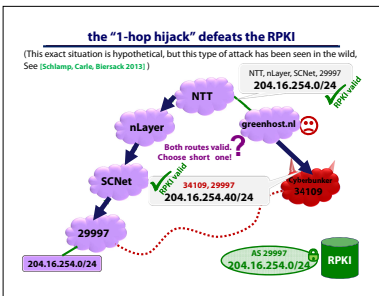 the "1-hop hijack" defeats the RPKI
(This exact situation is hypothetical, but this type of attack has been seen in the wild,
See [Schlamp, Carle, Biersack 2013] )
NTT, nLayer, SCNet, 29997
204.16.254.0/24
RPKI valid
NTT
nLayer
greenhost.nl
Both routes valid.
Choose short one!
?
SCNet
RPKI valid
34109, 29997
204.16.254.40/24
Cyberbunker
34109
29997
204.16.254.0/24
AS 29997
204.16.254.0/24
RPKI